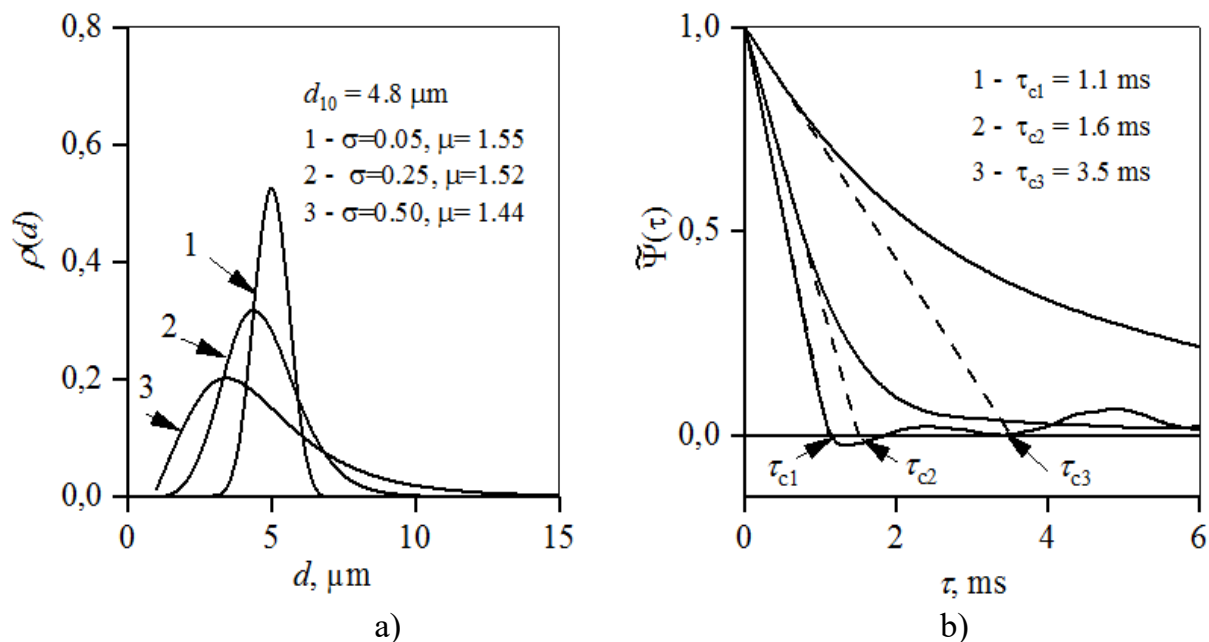 0,8
0,6
0,4
0,2
0,0
ρ(d)
d₁₀ = 4.8 μm
1 - σ=0.05, μ= 1.55
2 - σ=0.25, μ=1.52
3 - σ=0.50, μ= 1.44
1
2
3
0 5 10 15
d, μm
a)
1,0
0,5
0,0
Ψ̃(τ)
1 - τc1 = 1.1 ms
2 - τc2 = 1.6 ms
3 - τc3 = 3.5 ms
τc1 τc2 τc3
0 2 4 6
τ, ms
b)